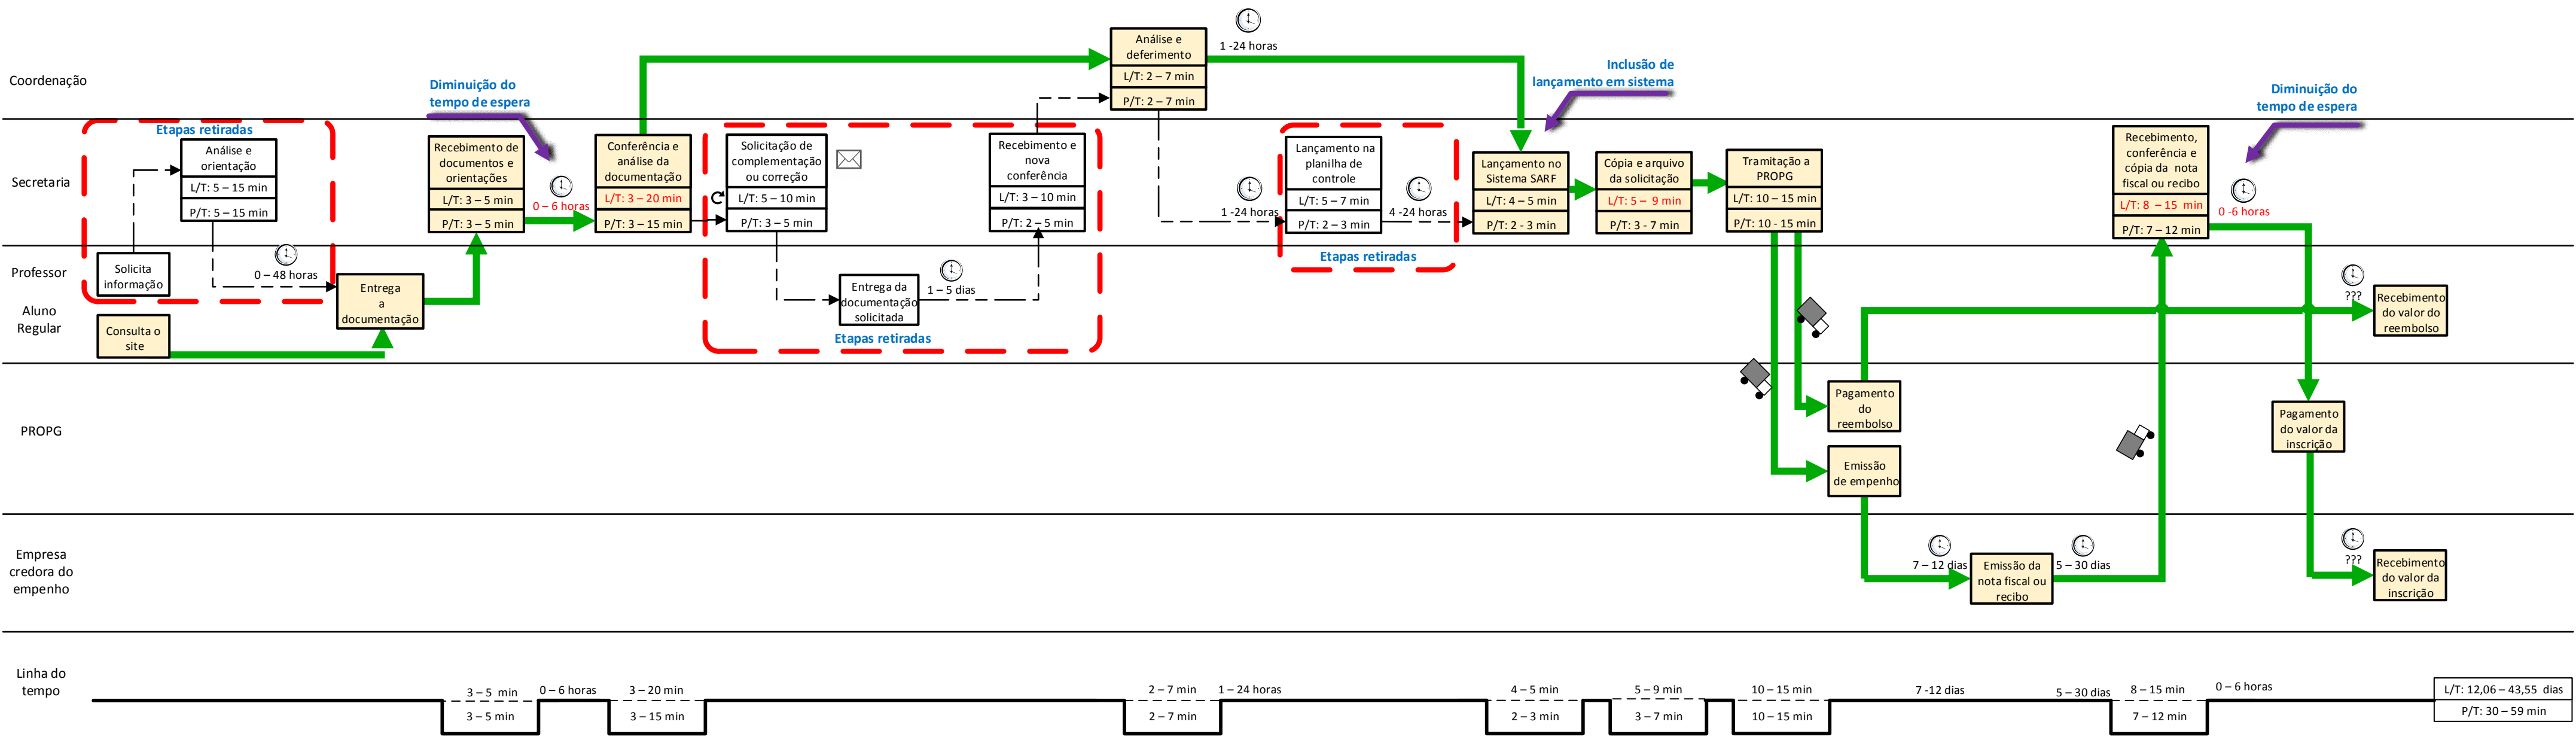 Coordenação
Análise e
deferimento
L/T: 2 – 7 min
P/T: 2 – 7 min
1 -24 horas
Diminuição do
tempo de espera
Inclusão de
lançamento em sistema
Diminuição do
tempo de espera
Secretaria
Etapas retiradas
Análise e
orientação
L/T: 5 – 15 min
P/T: 5 – 15 min
Recebimento de
documentos e
orientações
L/T: 3 – 5 min
P/T: 3 – 5 min
0 – 6 horas
Conferência e
análise da
documentação
L/T: 3 – 20 min
P/T: 3 – 15 min
Solicitação de
complementação
ou correção
L/T: 5 – 10 min
P/T: 3 – 5 min
Recebimento e
nova
conferência
L/T: 3 – 10 min
P/T: 2 – 5 min
1 -24 horas
Lançamento na
planilha de
controle
L/T: 5 – 7 min
P/T: 2 – 3 min
4 -24 horas
Etapas retiradas
Lançamento no
Sistema SARF
L/T: 4 – 5 min
P/T: 2 - 3 min
Cópia e arquivo
da solicitação
L/T: 5 – 9 min
P/T: 3 - 7 min
Tramitação a
PROPG
L/T: 10 – 15 min
P/T: 10 - 15 min
Recebimento,
conferência e
cópia da nota
fiscal ou recibo
L/T: 8 – 15 min
P/T: 7 – 12 min
0 -6 horas
Professor
Aluno
Regular
Solicita
informação
0 – 48 horas
Consulta o
site
Entrega
a
documentação
Entrega da
documentação
solicitada
1 – 5 dias
Etapas retiradas
???
Recebimento
do valor do
reembolso
PROPG
Pagamento
do
reembolso
Emissão
de empenho
Pagamento
do valor da
inscrição
Empresa
credora do
empenho
7 – 12 dias
Emissão da
nota fiscal ou
recibo
5 – 30 dias
???
Recebimento
do valor da
inscrição
Linha do
tempo
3 – 5 min
3 – 5 min
0 – 6 horas
3 – 20 min
3 – 15 min
2 – 7 min
2 – 7 min
1 – 24 horas
4 – 5 min
2 – 3 min
5 – 9 min
3 – 7 min
10 – 15 min
10 – 15 min
7 -12 dias
5 – 30 dias
8 – 15 min
7 – 12 min
0 – 6 horas
L/T: 12,06 – 43,55 dias
P/T: 30 – 59 min